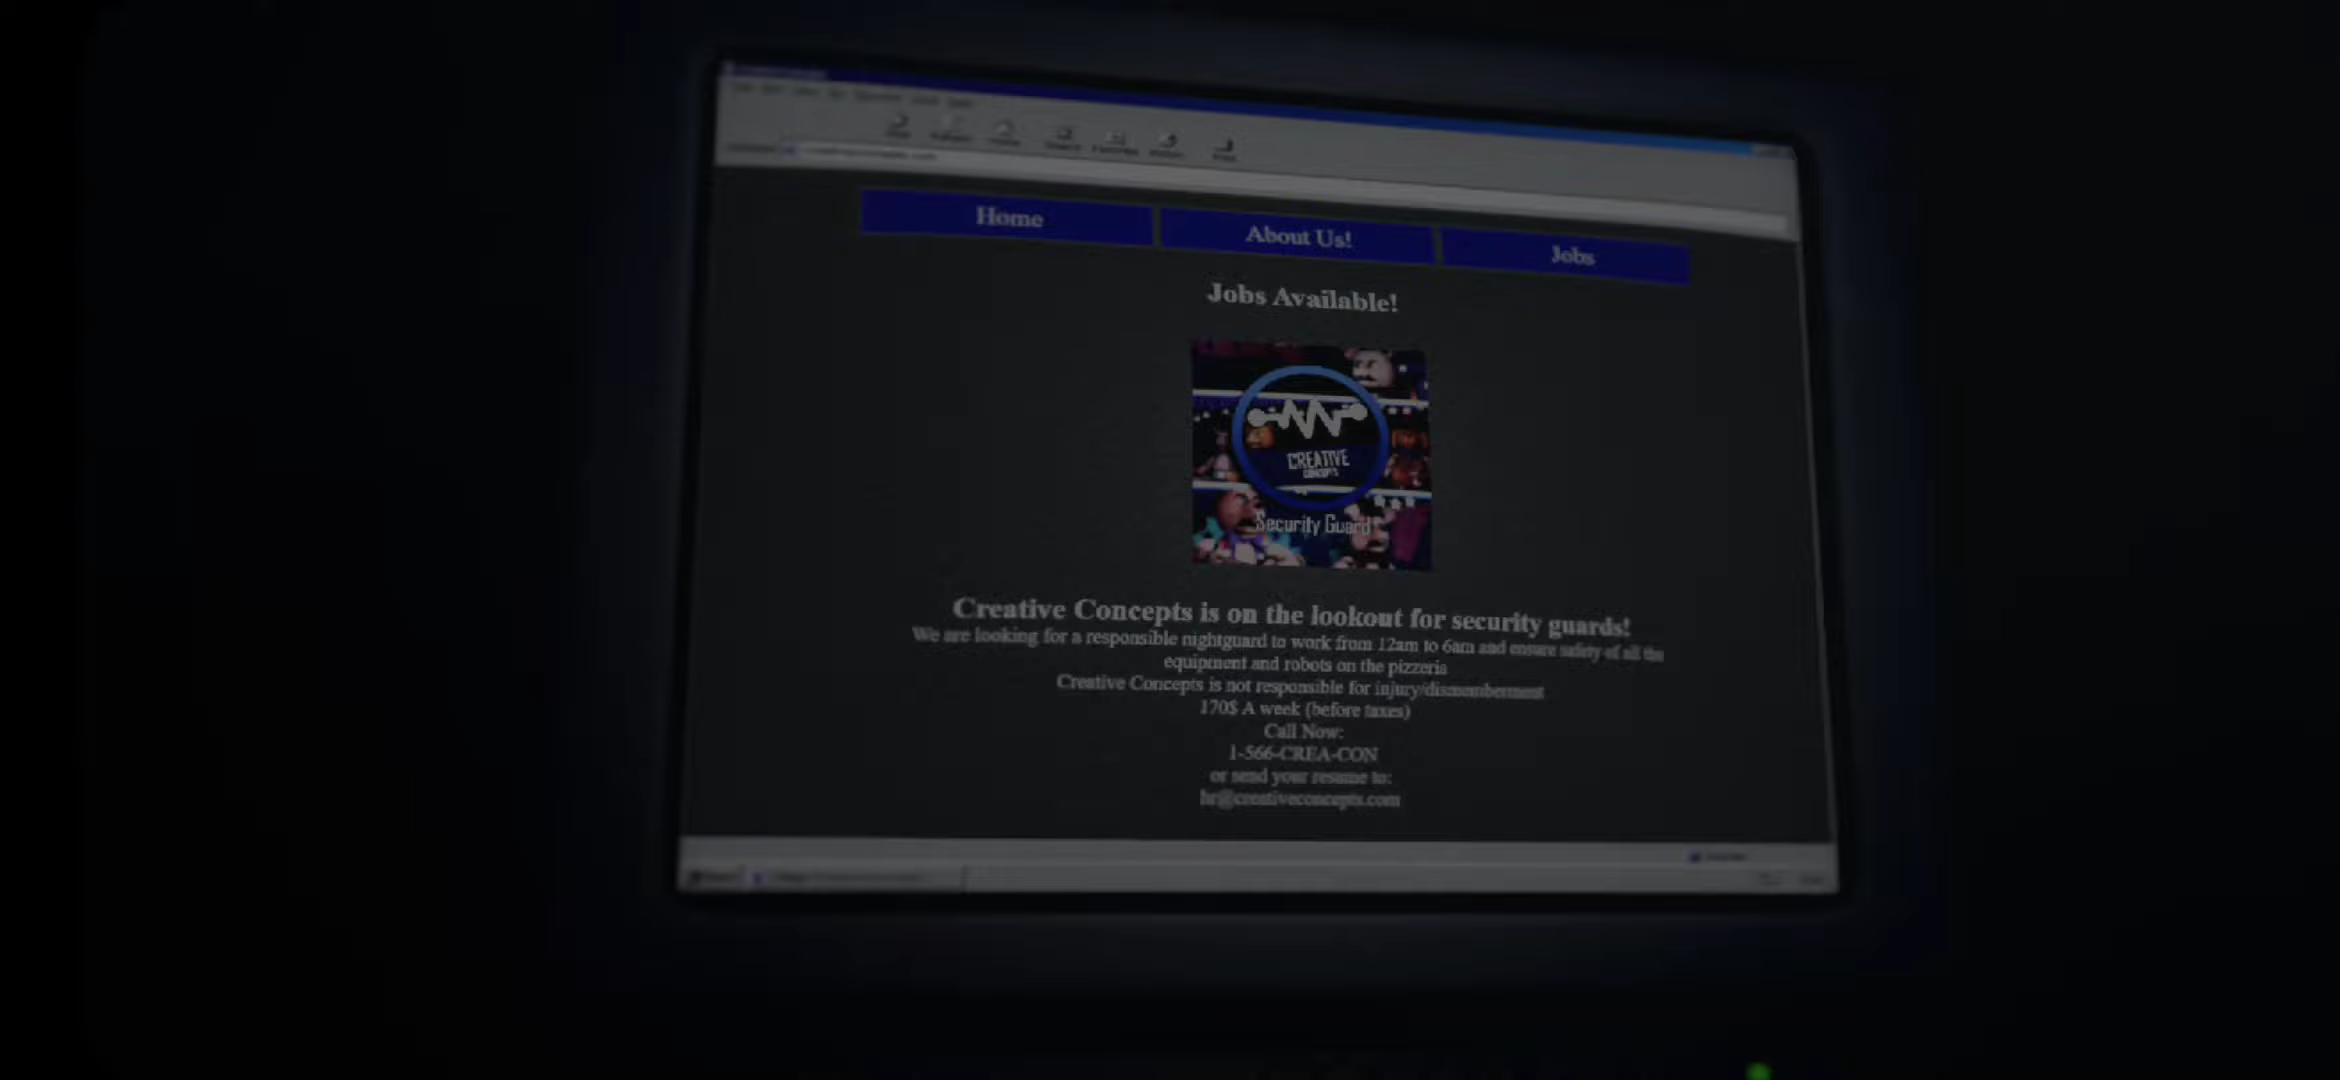 Home
About Us!
Jobs
Jobs Available!
CREATIVE
CONCEPTS
Security Guard
Creative Concepts is on the lookout for security guards!
We are looking for a responsible nightguard to work from 12am to 6am and ensure safety of all the
equipment and robots on the pizzeria
Creative Concepts is not responsible for injury/dismemberment
170$ A week (before taxes)
Call Now:
1-566-CREA-CON
or send your resume to:
hr@creativeconcepts.com